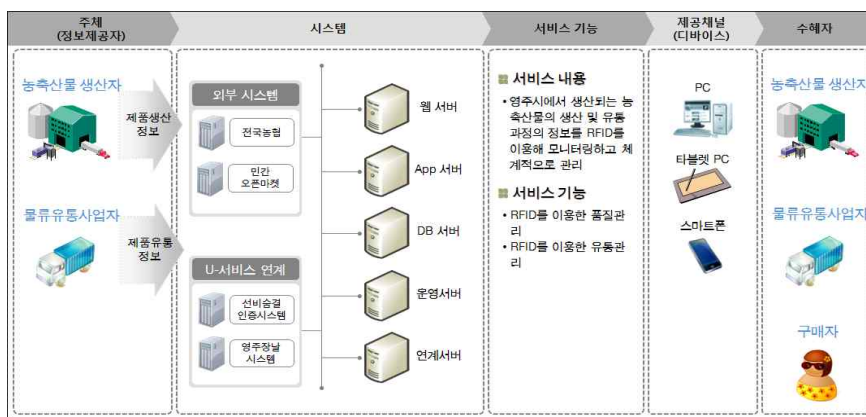 주체
(정보제공자)
시스템
서비스 기능
제공채널
(디바이스)
수혜자
농축산물 생산자
제품생산
정보
물류유통사업자
제품유통
정보
외부 시스템
전국농협
민간
오픈마켓
U-서비스 연계
선비숨결
인증시스템
영주장날
시스템
웹 서버
App 서버
DB 서버
운영서버
연계서버
서비스 내용
• 영주시에서 생산되는 농
축산물의 생산 및 유통
과정의 정보를 RFID를
이용해 모니터링하고 체
계적으로 관리
서비스 기능
• RFID를 이용한 품질관
리
• RFID를 이용한 유통관
리
PC
타블렛 PC
스마트폰
농축산물 생산자
물류유통사업자
구매자